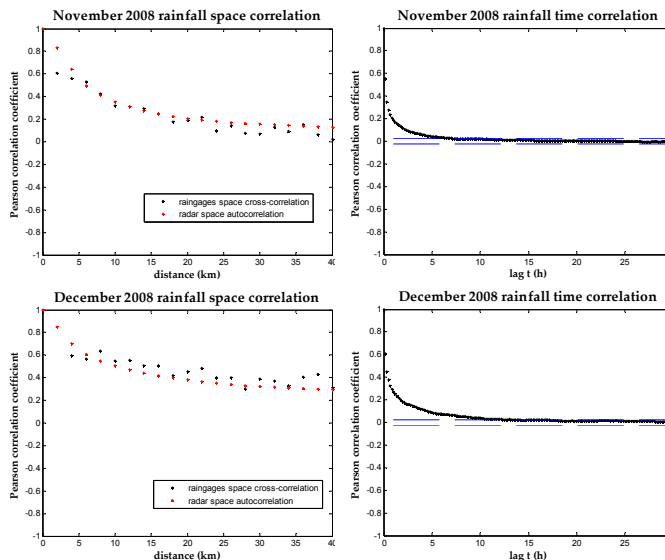 November 2008 rainfall space correlation
Pearson correlation coefficient
1
0.8
0.6
0.4
0.2
0
-0.2
-0.4
-0.6
-0.8
-1
raingages space cross-correlation
radar space autocorrelation
0 5 10 15 20 25 30 35 40
distance (km)
November 2008 rainfall time correlation
Pearson correlation coefficient
1
0.8
0.6
0.4
0.2
0
-0.2
-0.4
-0.6
-0.8
-1
0 5 10 15 20 25
lag t (h)
December 2008 rainfall space correlation
Pearson correlation coefficient
1
0.8
0.6
0.4
0.2
0
0.2
0.4
0.6
0.8
-1
raingages space cross-correlation
radar space autocorrelation
0 5 10 15 20 25 30 35 40
distance (km)
December 2008 rainfall time correlation
Pearson correlation coefficient
1
0.8
0.6
0.4
0.2
0
-0.2
-0.4
-0.6
-0.8
-1
0 5 10 15 20 25
lag t (h)